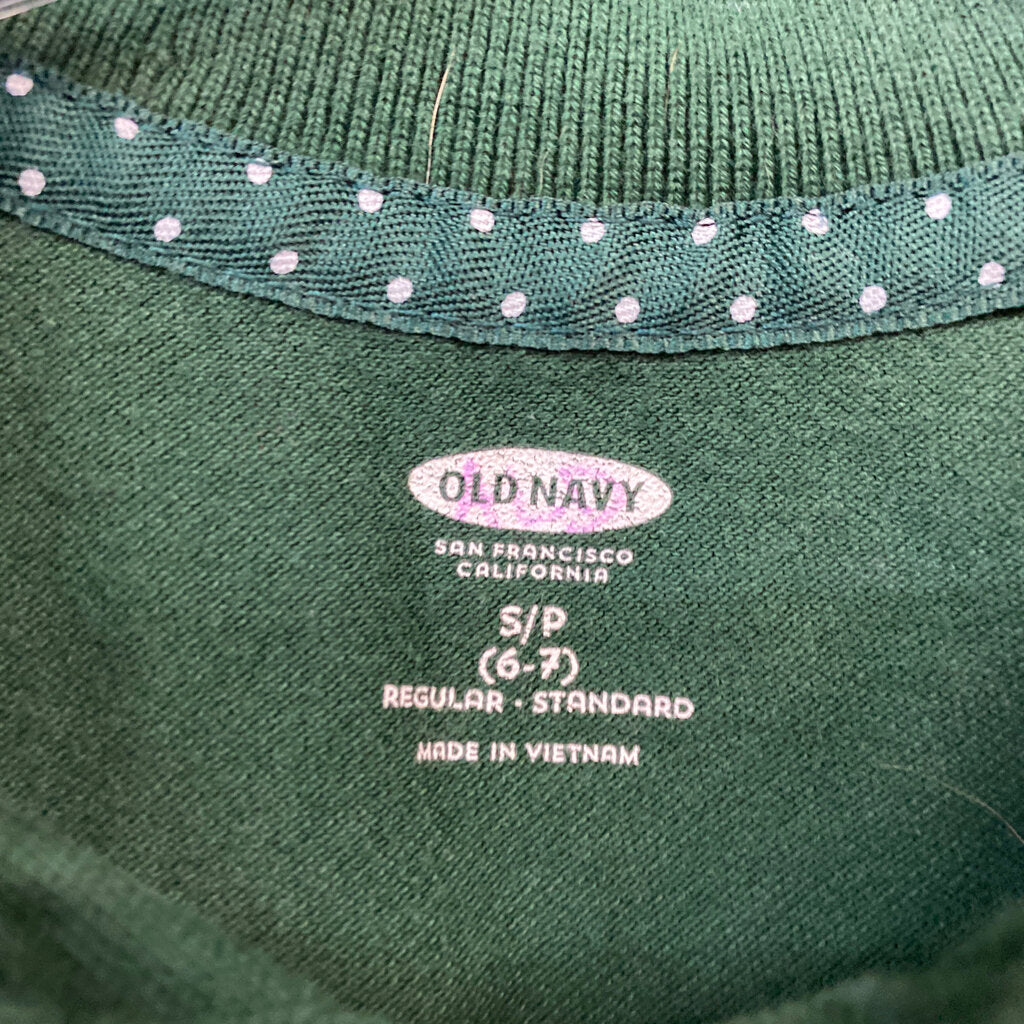 OLD NAVY
SAN FRANCISCO
CALIFORNIA
S/P
(6-7)
REGULAR · STANDARD
MADE IN VIETNAM